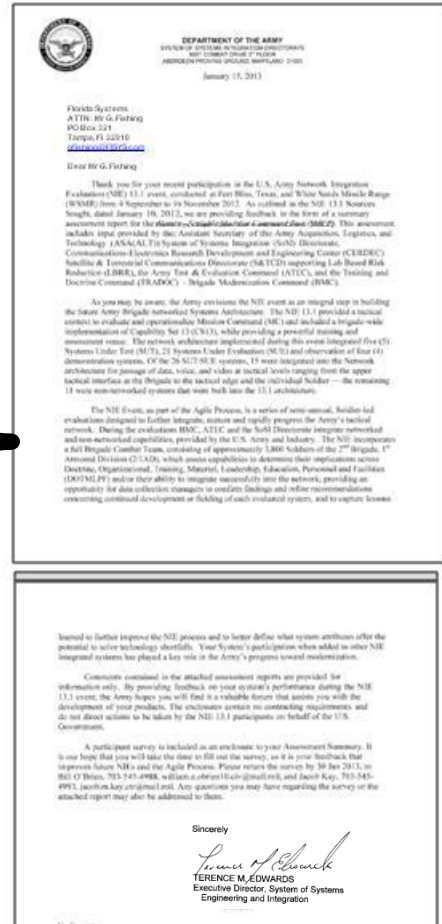 DEPARTMENT OF THE ARMY
SYSTEM OF SYSTEMS INTEGRATION DIRECTORATE
COMBAT DRIVE 3" FLOOR
ABERDEEN PROVING GROUND, MARYLAND 21005
January 15, 2013
Florida Systems
ATTN: Mr G. Fishing
PO Box 321
Tampa, Fl 32910
Dear Mr G. Fishing
Thank you for your recent participation in the U.S. Army Network Integration
Evaluation (NIE) 13.1 event, conducted at Fort Bliss, Texas, and White Sands Missile Range
(WSMR) from 4 September to 16 November 2012. As outlined in the NIE 13.1 Sources
Sought, dated January 10, 2012, we are providing feedback in the form of a summary
assessment report for the This assessment
includes input provided by the; Assistant Secretary of the Army Acquisition, Logistics, and
Technology (ASA(ALT)) System of Systems Integration (SoSI) Directorate,
Communications-Electronics Research Development and Engineering Center (CERDEC)
Satellite & Terrestrial Communications Directorate (S&TCD) supporting Lab Based Risk
Reduction (LBRR), the Army Test & Evaluation Command (ATEC), and the Training and
Doctrine Command (TRADOC) - Brigade Modernization Command (BMC).
As you may be aware, the Army envisions the NIE event as an integral step in building
the future Army Brigade networked Systems Architecture. The NIE 13.1 provided a tactical
context to evaluate and operationalize Mission Command (MC) and included a brigade-wide
implementation of Capability Set 13 (CS13), while providing a powerful training and
assessment venue. The network architecture implemented during this event integrated five (5)
Systems Under Test (SUT), 21 Systems Under Evaluation (SUE) and observation of four (4)
demonstration systems. Of the 26 SUT/SUE systems, 15 were integrated into the Network
architecture for passage of data, voice, and video at tactical levels ranging from the upper
tactical interface at the Brigade to the tactical edge and the individual Soldier — the remaining
11 were non-networked systems that were built into the 13.1 architecture.
The NIE Event, as part of the Agile Process, is a series of semi-annual, Soldier-led
evaluations designed to further integrate, mature and rapidly progress the Army's tactical
network. During the evaluations BMC, ATEC and the SoSI Directorate integrate networked
and non-networked capabilities, provided by the U.S. Army and Industry. The NIE incorporates
a full Brigade Combat Team, consisting of approximately 3,800 Soldiers of the 2nd Brigade, 1st
Armored Division (2/1AD), which assess capabilities to determine their implications across
Doctrine, Organizational, Training, Material, Leadership, Education, Personnel and Facilities
(DOTMLPF) and/or their ability to integrate successfully into the network, providing an
opportunity for data collection managers to confirm findings and refine recommendations
concerning continued development or fielding of each evaluated system, and to capture lessons
learned to further improve the NIE process and to better define what system attributes offer the
potential to solve technology shortfalls. Your System's participation when added to other NIE
integrated systems has played a key role in the Army's progress toward modernization.
Comments contained in the attached assessment reports are provided for
information only. By providing feedback on your system's performance during the NIE
13.1 event, the Army hopes you will find it a valuable forum that assists you with the
development of your products. The enclosures contain no contracting requirements and
do not direct actions to be taken by the NIE 13.1 participants on behalf of the U.S.
Government.
A participant survey is included as an enclosure to your Assessment Summary. It
is our hope that you will take the time to fill out the survey, as it is your feedback that
improves future NIEs and the Agile Process. Please return the survey by 30 Jan 2013, to
Bill O'Brien, 703-545-4988, william.e.obrien10.civ@mail.mil, and Jacob Kay, 703-545-
4993, jacob.m.kay.ctr@mail.mil. Any questions you may have regarding the survey or the
attached report may also be addressed to them.
Sincerely
TERENCE M. EDWARDS
Executive Director, System of Systems
Engineering and Integration